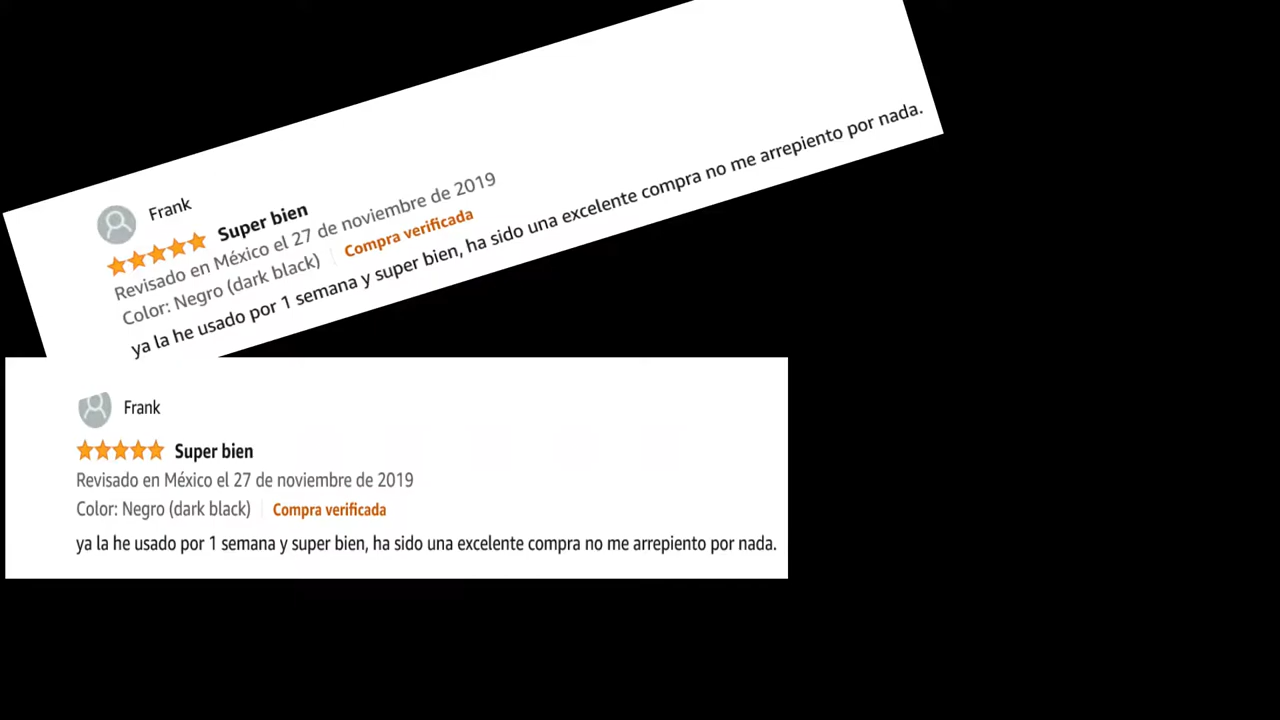 Frank
Super bien
Revisado en México el 27 de noviembre de 2019
Color: Negro (dark black) Compra verificada
ya la he usado por 1 semana y super bien, ha sido una excelente compra no me arrepiento por nada.
Frank
Super bien
Revisado en México el 27 de noviembre de 2019
Color: Negro (dark black) Compra verificada
ya la he usado por 1 semana y super bien, ha sido una excelente compra no me arrepiento por nada.